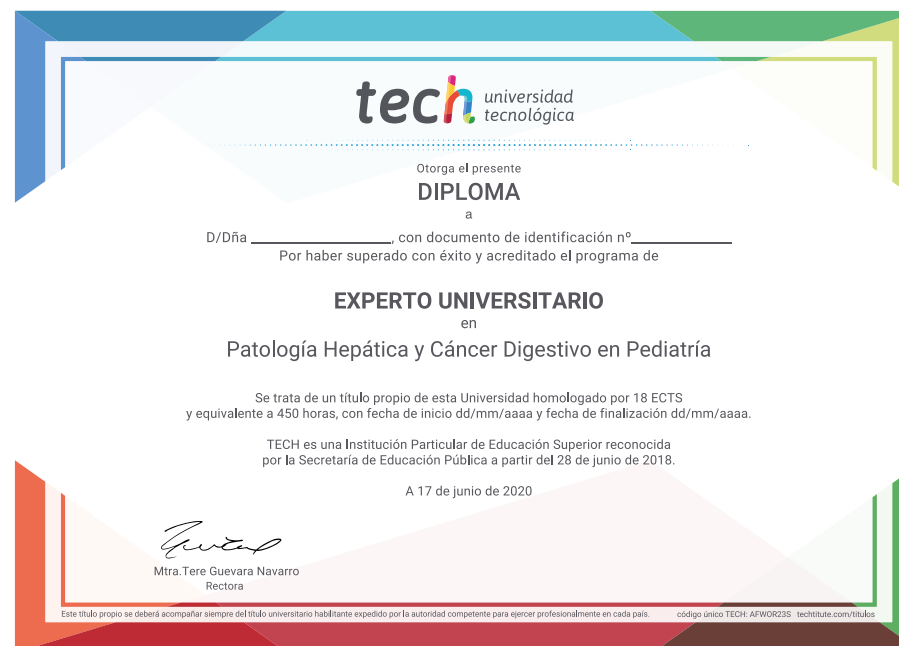 tech universidad
tecnológica
Otorga el presente
DIPLOMA
a
D/Dña ____________________, con documento de identificación nº______________
Por haber superado con éxito y acreditado el programa de
EXPERTO UNIVERSITARIO
en
Patología Hepática y Cáncer Digestivo en Pediatría
Se trata de un título propio de esta Universidad homologado por 18 ECTS
y equivalente a 450 horas, con fecha de inicio dd/mm/aaaa y fecha de finalización dd/mm/aaaa.
TECH es una Institución Particular de Educación Superior reconocida
por la Secretaría de Educación Pública a partir del 28 de junio de 2018.
A 17 de junio de 2020
Mtra.Tere Guevara Navarro
Rectora
Este título propio se deberá acompañar siempre del título universitario habilitante expedido por la autoridad competente para ejercer profesionalmente en cada país. código único TECH: AFWOR23S techtitute.com/títulos